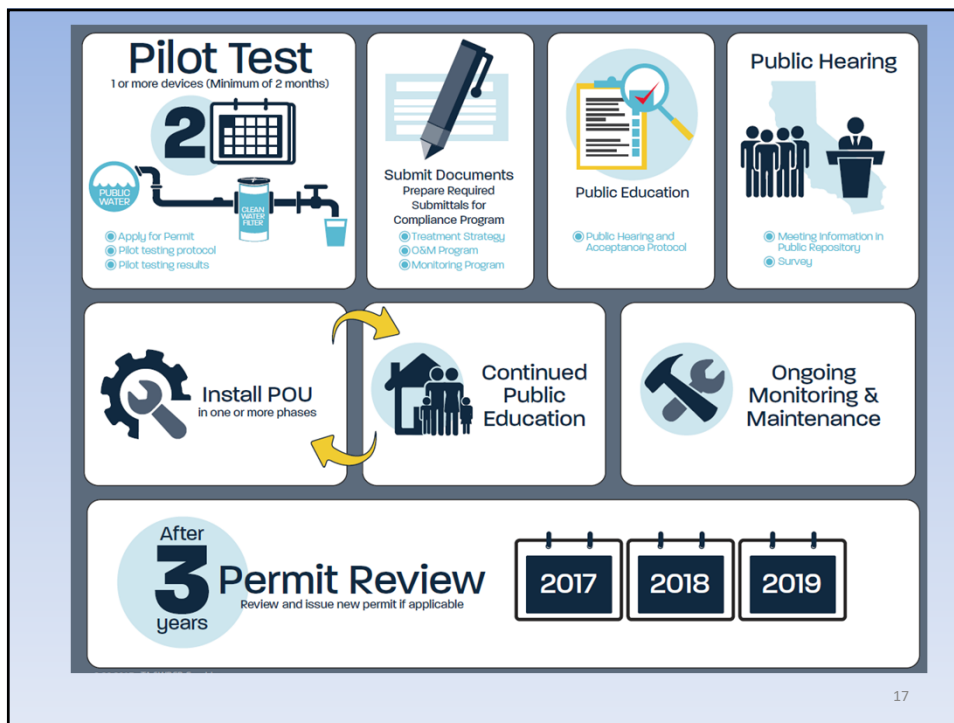 Pilot Test
1 or more devices (Minimum of 2 months)
2
PUBLIC
WATER
CLEAN
WATER
FILTER
Apply for Permit
Pilot testing protocol
Pilot testing results
Submit Documents
Prepare Required
Submittals for
Compliance Program
Treatment Strategy
O&M Program
Monitoring Program
Public Education
Public Hearing and
Acceptance Protocol
Public Hearing
Meeting Information in
Public Repository
Survey
Install POU
in one or more phases
Continued
Public
Education
Ongoing
Monitoring &
Maintenance
After
3
years
Permit Review
Review and issue new permit if applicable
2017
2018
2019
17